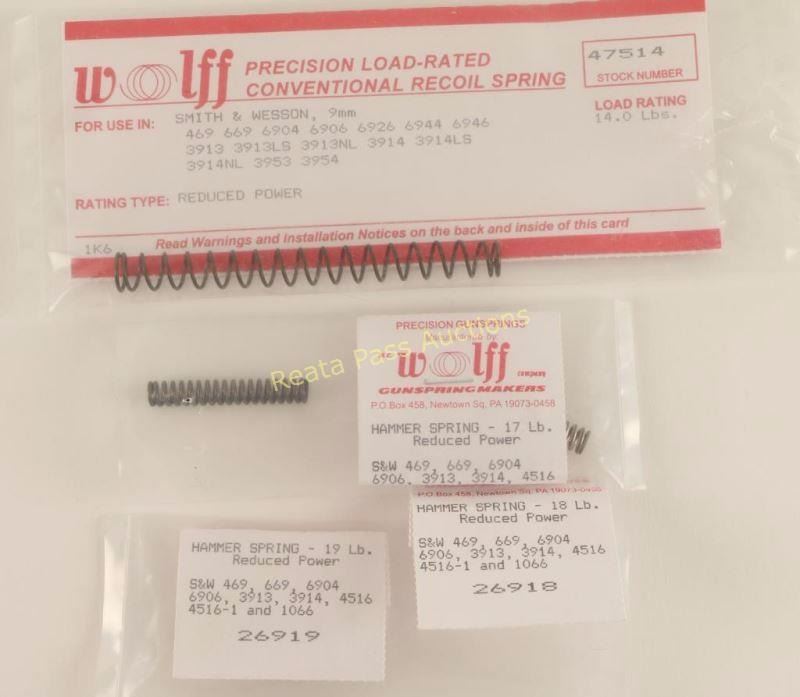 wolff
PRECISION LOAD-RATED
CONVENTIONAL RECOIL SPRING
47514
STOCK NUMBER
FOR USE IN:
SMITH & WESSON, 9mm
469 669 6904 6906 6926 6944 6946
3913 3913LS 3913NL 3914 3914LS
3914NL 3953 3954
LOAD RATING
14.0 Lbs.
RATING TYPE: REDUCED POWER
1K6
Read Warnings and Installation Notices on the back and inside of this card
Reata Pass Auctions
PRECISION GUNSPRINGS
Manufactured by
wolff
company
GUNSPRINGMAKERS
P.O.Box 458, Newtown Sq. PA 19073-0458
HAMMER SPRING - 17 Lb.
Reduced Power
S&W 469, 669, 6904
6906, 3913, 3914, 4516
P.O Box 458, Newtown Sq. PA 19073-0458
HAMMER SPRING - 18 Lb.
Reduced Power
S&W 469, 669, 6904
6906, 3913, 3914, 4516
4516-1 and 1066
26918
HAMMER SPRING - 19 Lb.
Reduced Power
S&W 469, 669, 6904
6906, 3913, 3914, 4516
4516-1 and 1066
26919